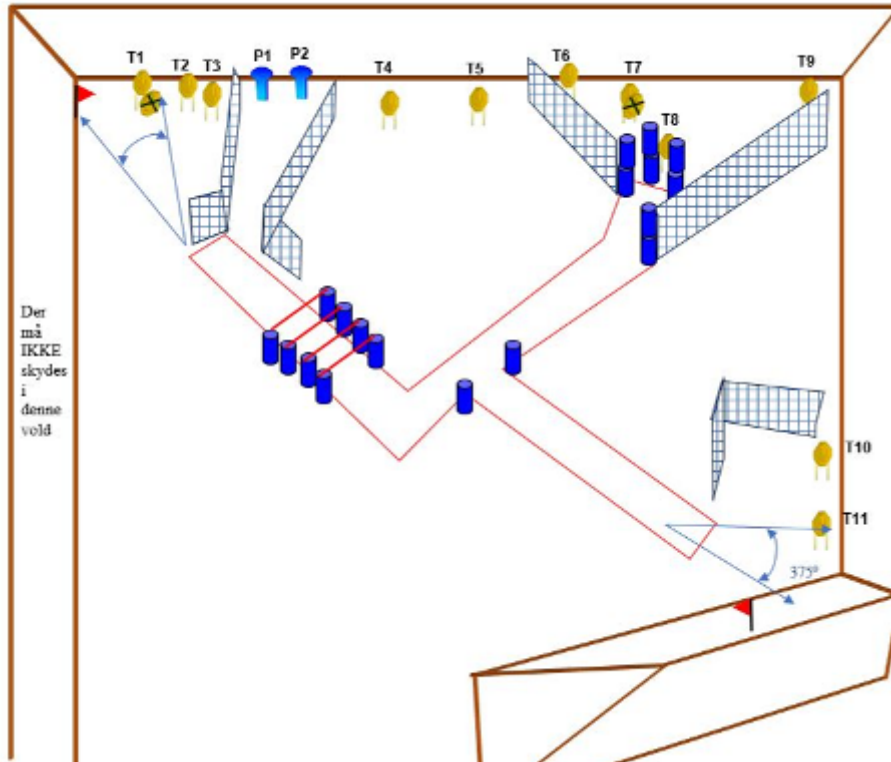 T1
T2
T3
P1
P2
T4
T5
T6
T7
T8
T9
Der
må
IKKE
skydes
i
denne
vold
T10
T11
375º